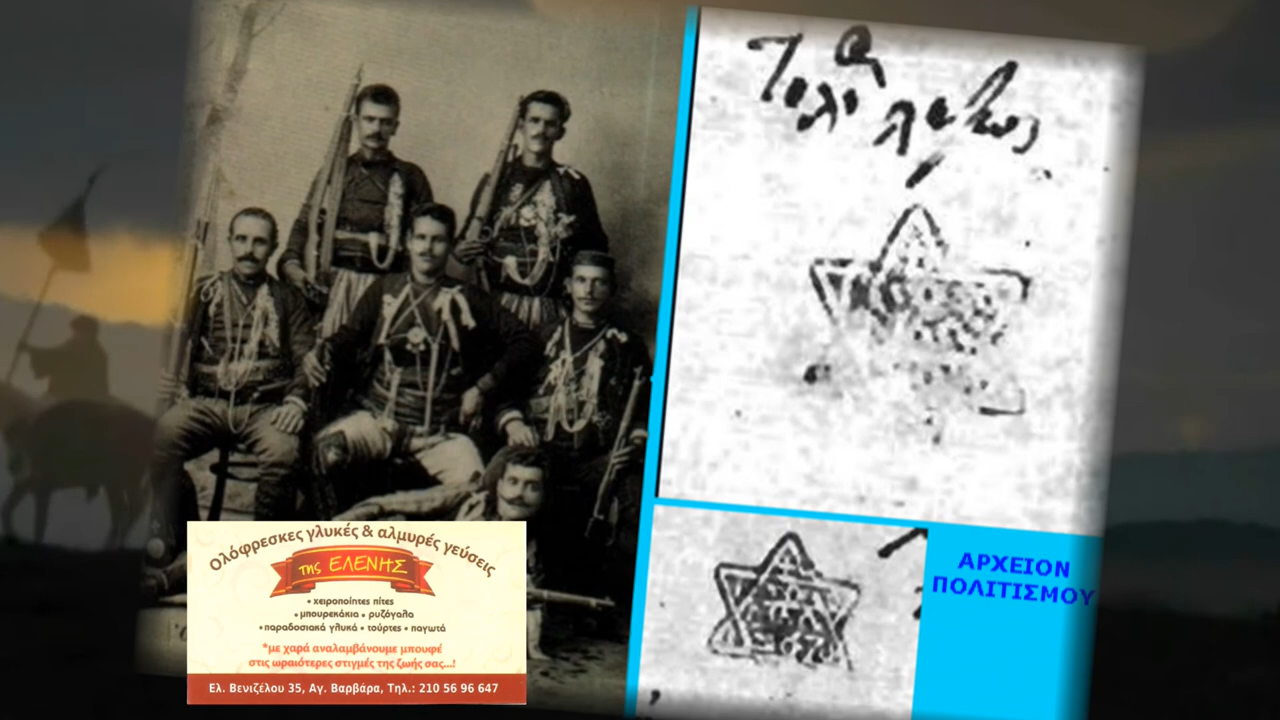 Ολόφρεσκες γλυκές & αλμυρές γεύσεις
της ΕΛΕΝΗΣ
• χειροποίητες πίτες
• μπουρεκάκια • ρυζόγαλο
• παραδοσιακά γλυκά • τούρτες • παγωτά
*με χαρά αναλαμβάνουμε μπουφέ
στις ωραιότερες στιγμές της ζωής σας...!
Ελ. Βενιζέλου 35, Αγ. Βαρβάρα, Τηλ.: 210 56 96 647
ΑΡΧΕΙΟΝ
ΠΟΛΙΤΙΣΜΟΥ